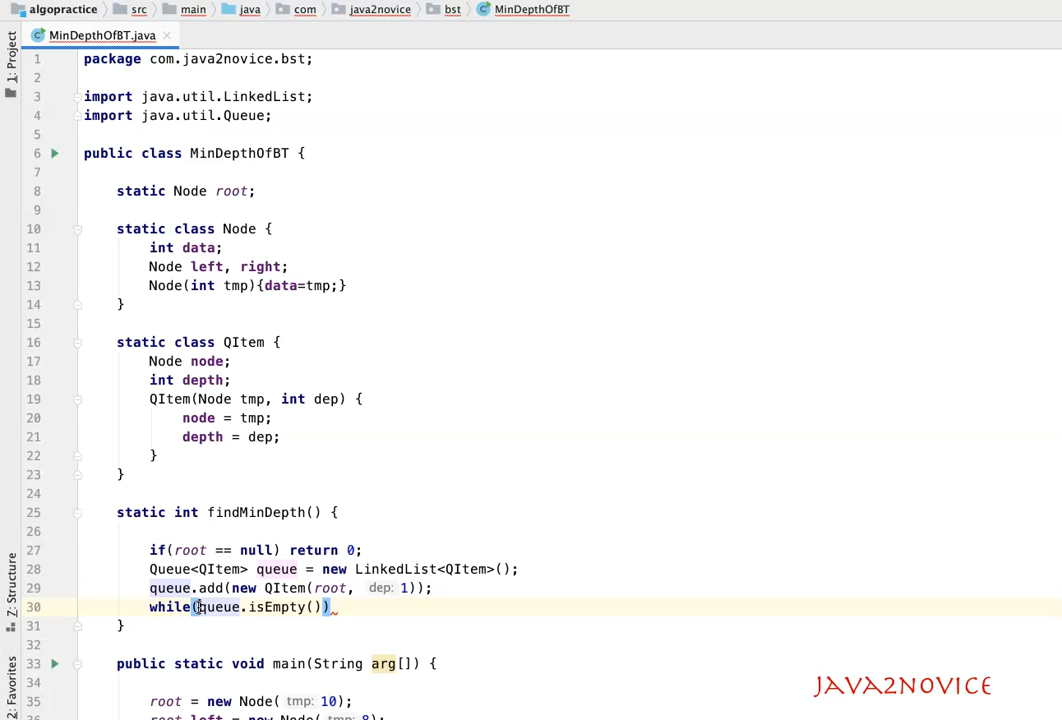 algopractice src main java com java2novice bst MinDepthOfBT
MinDepthOfBT.java
1: Project
1 package com.java2novice.bst;
2
3 import java.util.LinkedList;
4 import java.util.Queue;
5
6 public class MinDepthOfBT {
7
8 static Node root;
9
10 static class Node {
11 int data;
12 Node left, right;
13 Node(int tmp){data=tmp;}
14 }
15
16 static class QItem {
17 Node node;
18 int depth;
19 QItem(Node tmp, int dep) {
20 node = tmp;
21 depth = dep;
22 }
23 }
24
25 static int findMinDepth() {
26
27 if(root == null) return 0;
28 Queue<QItem> queue = new LinkedList<QItem>();
29 queue.add(new QItem(root, dep: 1));
30 while(queue.isEmpty())
31 }
32
33 public static void main(String arg[]) {
34
35 root = new Node( tmp: 10);
root.left = new Node( tmp: 8);
Z: Structure
2: Favorites
JAVA2NOVICE